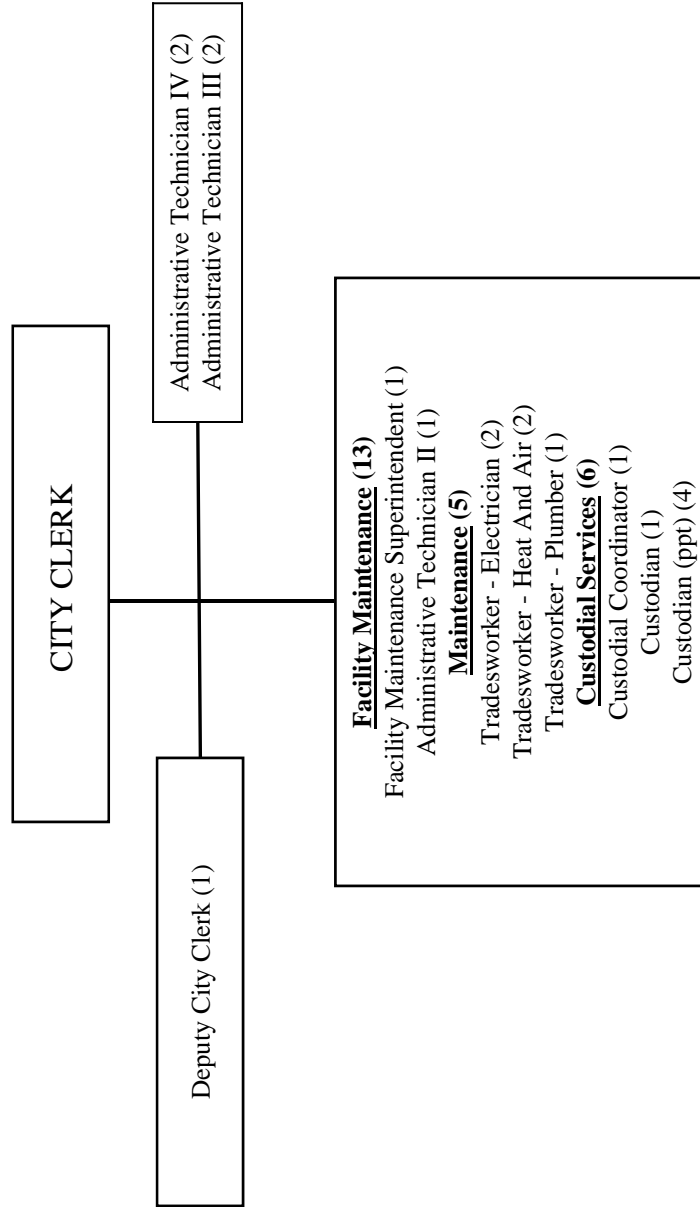 CITY CLERK
Deputy City Clerk (1)
Administrative Technician IV (2)
Administrative Technician III (2)
Facility Maintenance (13)
Facility Maintenance Superintendent (1)
Administrative Technician II (1)
Maintenance (5)
Tradesworker - Electrician (2)
Tradesworker - Heat And Air (2)
Tradesworker - Plumber (1)
Custodial Services (6)
Custodial Coordinator (1)
Custodian (1)
Custodian (ppt) (4)